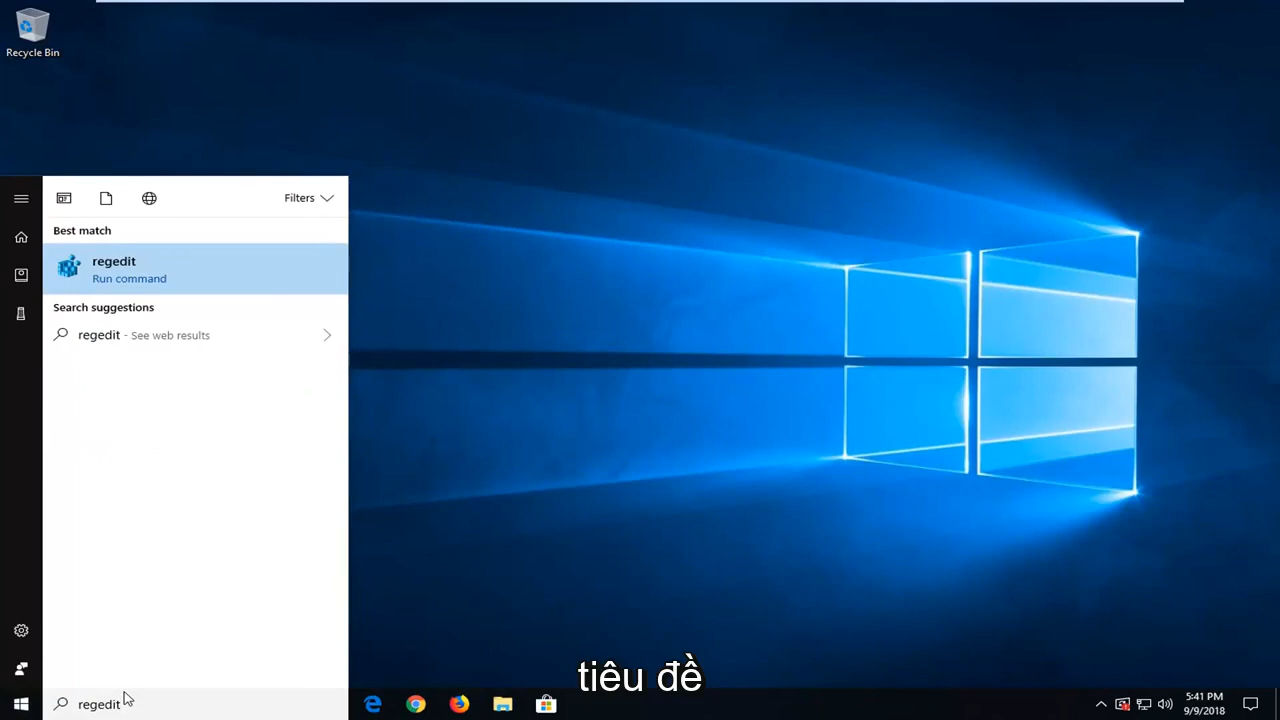 Recycle Bin
Filters
Best match
regedit
Run command
Search suggestions
regedit - See web results
tiêu đề
regedit
5:41 PM
9/9/2018